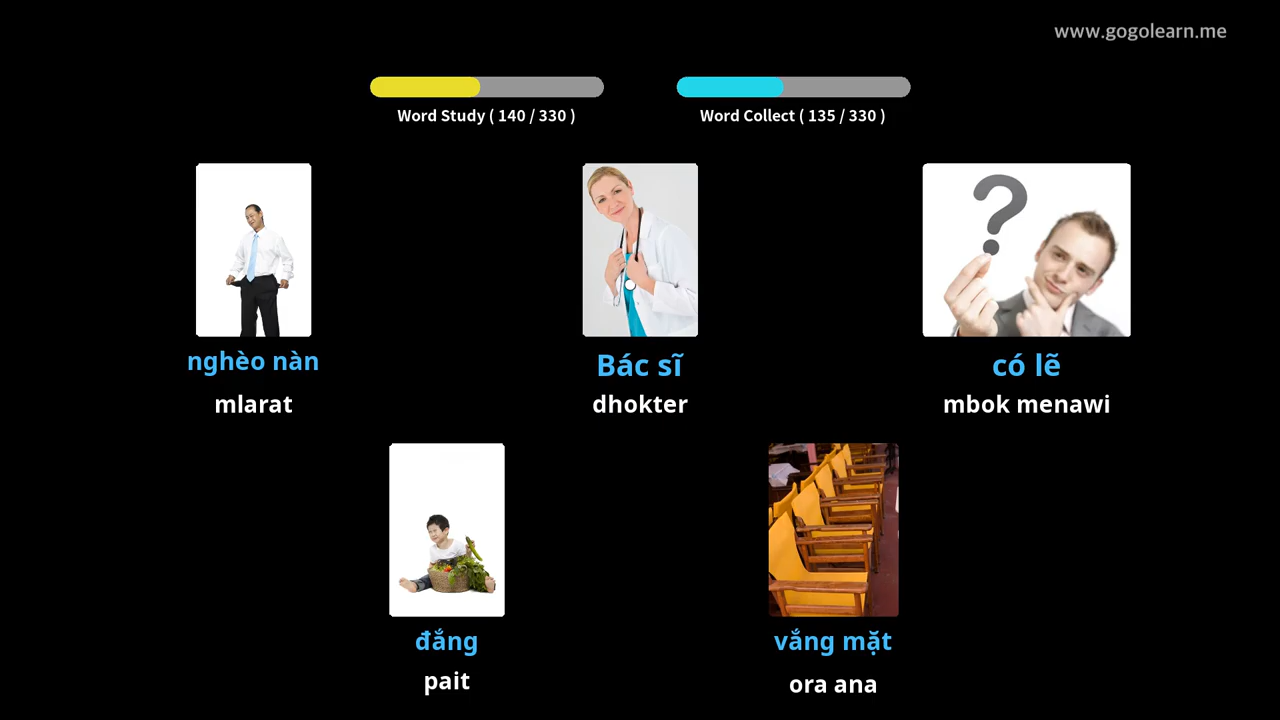 www.gogolearn.me
Word Study ( 140 / 330 )
Word Collect ( 135 / 330 )
nghèo nàn
mlarat
Bác sĩ
dhokter
có lẽ
mbok menawi
đắng
pait
vắng mặt
ora ana